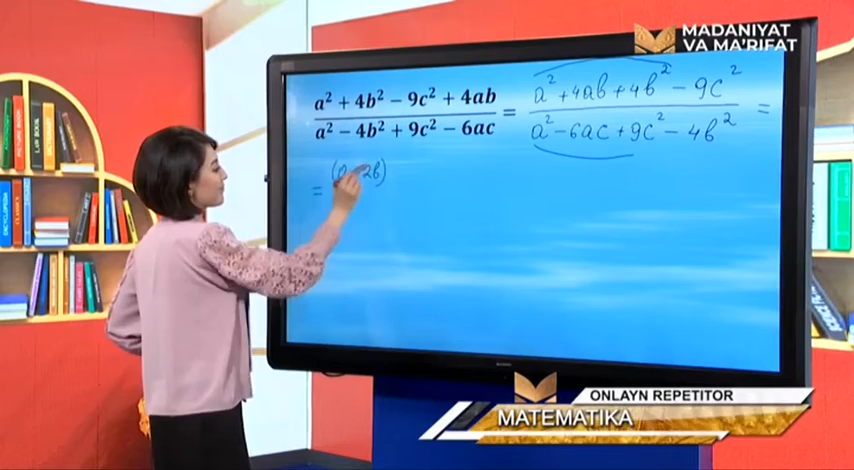 MADANIYAT
VA MA'RIFAT
a² + 4b² - 9c² + 4ab
a² - 4b² + 9c² - 6ac
=
a² + 4ab + 4b² - 9c²
a² - 6ac + 9c² - 4b²
=
= (   2b)
ONLAYN REPETITOR
MATEMATIKA